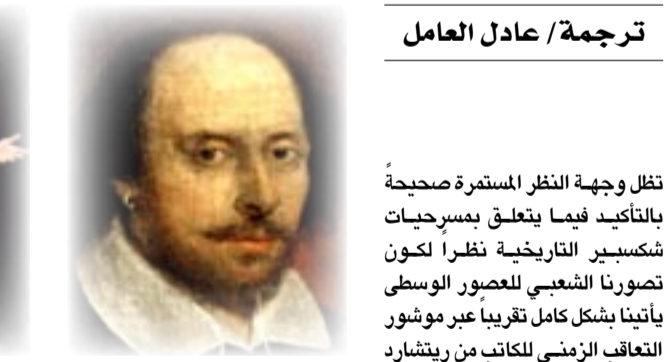 ترجمة/ عادل العامل
تظل وجهة النظر المستمرة صحيحةً
بالتأكيد فيما يتعلق بمسرحيات
شكسبير التاريخية نظراً لكون
تصورنا الشعبي للعصور الوسطى
يأتينا بشكل كامل تقريباً عبر موشور
التعاقب الزمني للكاتب من ريتشارد